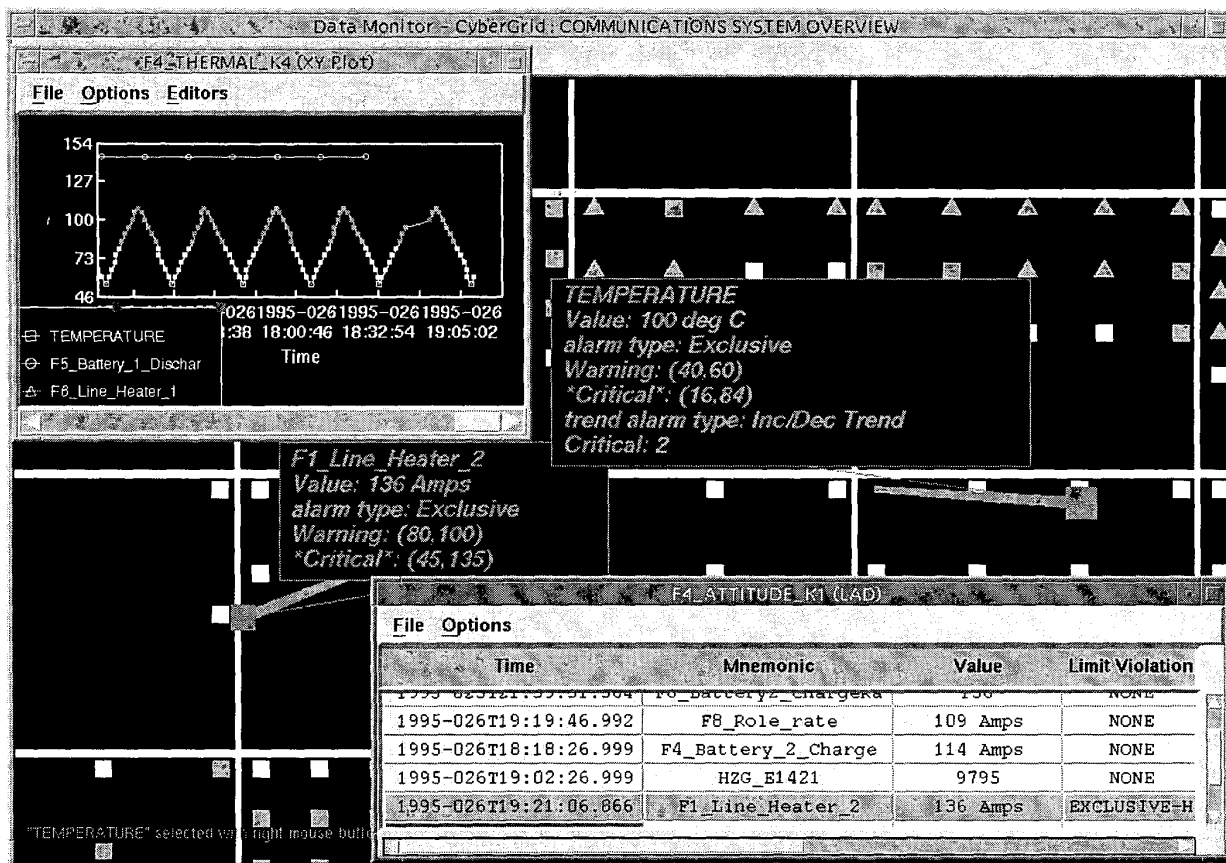 Data Monitor - CyberGrid : COMMUNICATIONS SYSTEM OVERVIEW
F4_THERMAL_K4 (XY Plot)
File Options Editors
154
127
100
73
46
0261995-0261995-0261995-026
:38 18:00:46 18:32:54 19:05:02
Time
TEMPERATURE
F5_Battery_1_Dischar
F6_Line_Heater_1
TEMPERATURE
Value: 100 deg C
alarm type: Exclusive
Warning: (40,60)
*Critical*: (16,84)
trend alarm type: Inc/Dec Trend
Critical: 2
F1_Line_Heater_2
Value: 136 Amps
alarm type: Exclusive
Warning: (80,100)
*Critical*: (45,135)
F4_ATTITUDE_K1 (LAD)
File Options
Time Mnemonic Value Limit Violation
NONE
1995-026T19:19:46.992 F8_Role_rate 109 Amps NONE
1995-026T18:18:26.999 F4_Battery_2_Charge 114 Amps NONE
1995-026T19:02:26.999 HZG_E1421 9795 NONE
1995-026T19:21:06.866 F1_Line_Heater_2 136 Amps EXCLUSIVE-H
"TEMPERATURE" selected with right mouse butto